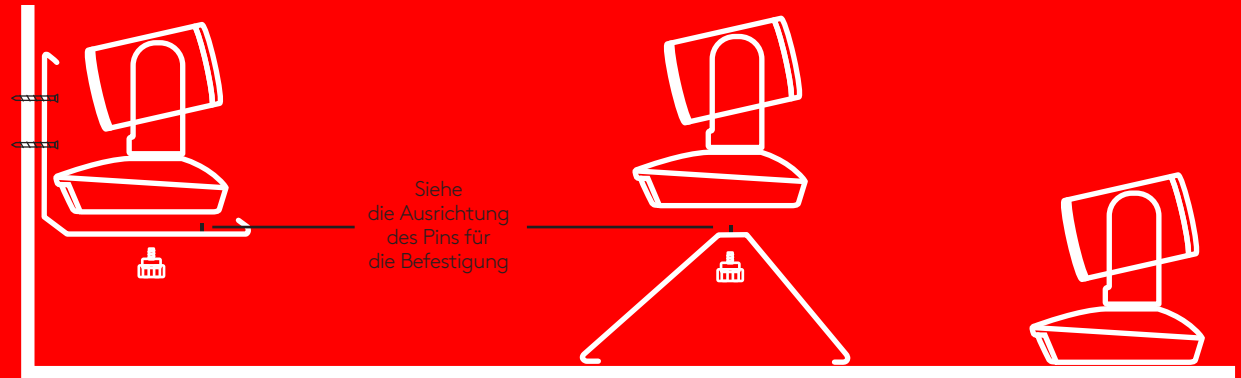 Siehe
die Ausrichtung
des Pins für
die Befestigung